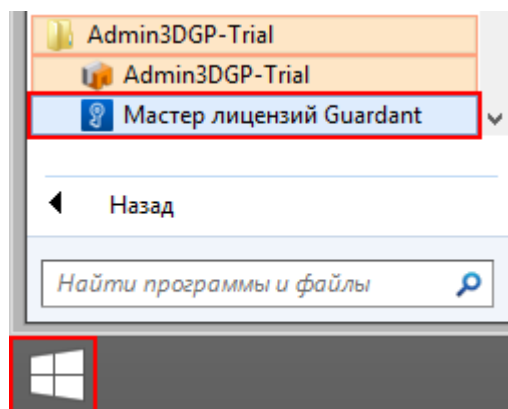 Admin3DGP-Trial
Admin3DGP-Trial
Мастер лицензий Guardant
Назад
Найти программы и файлы